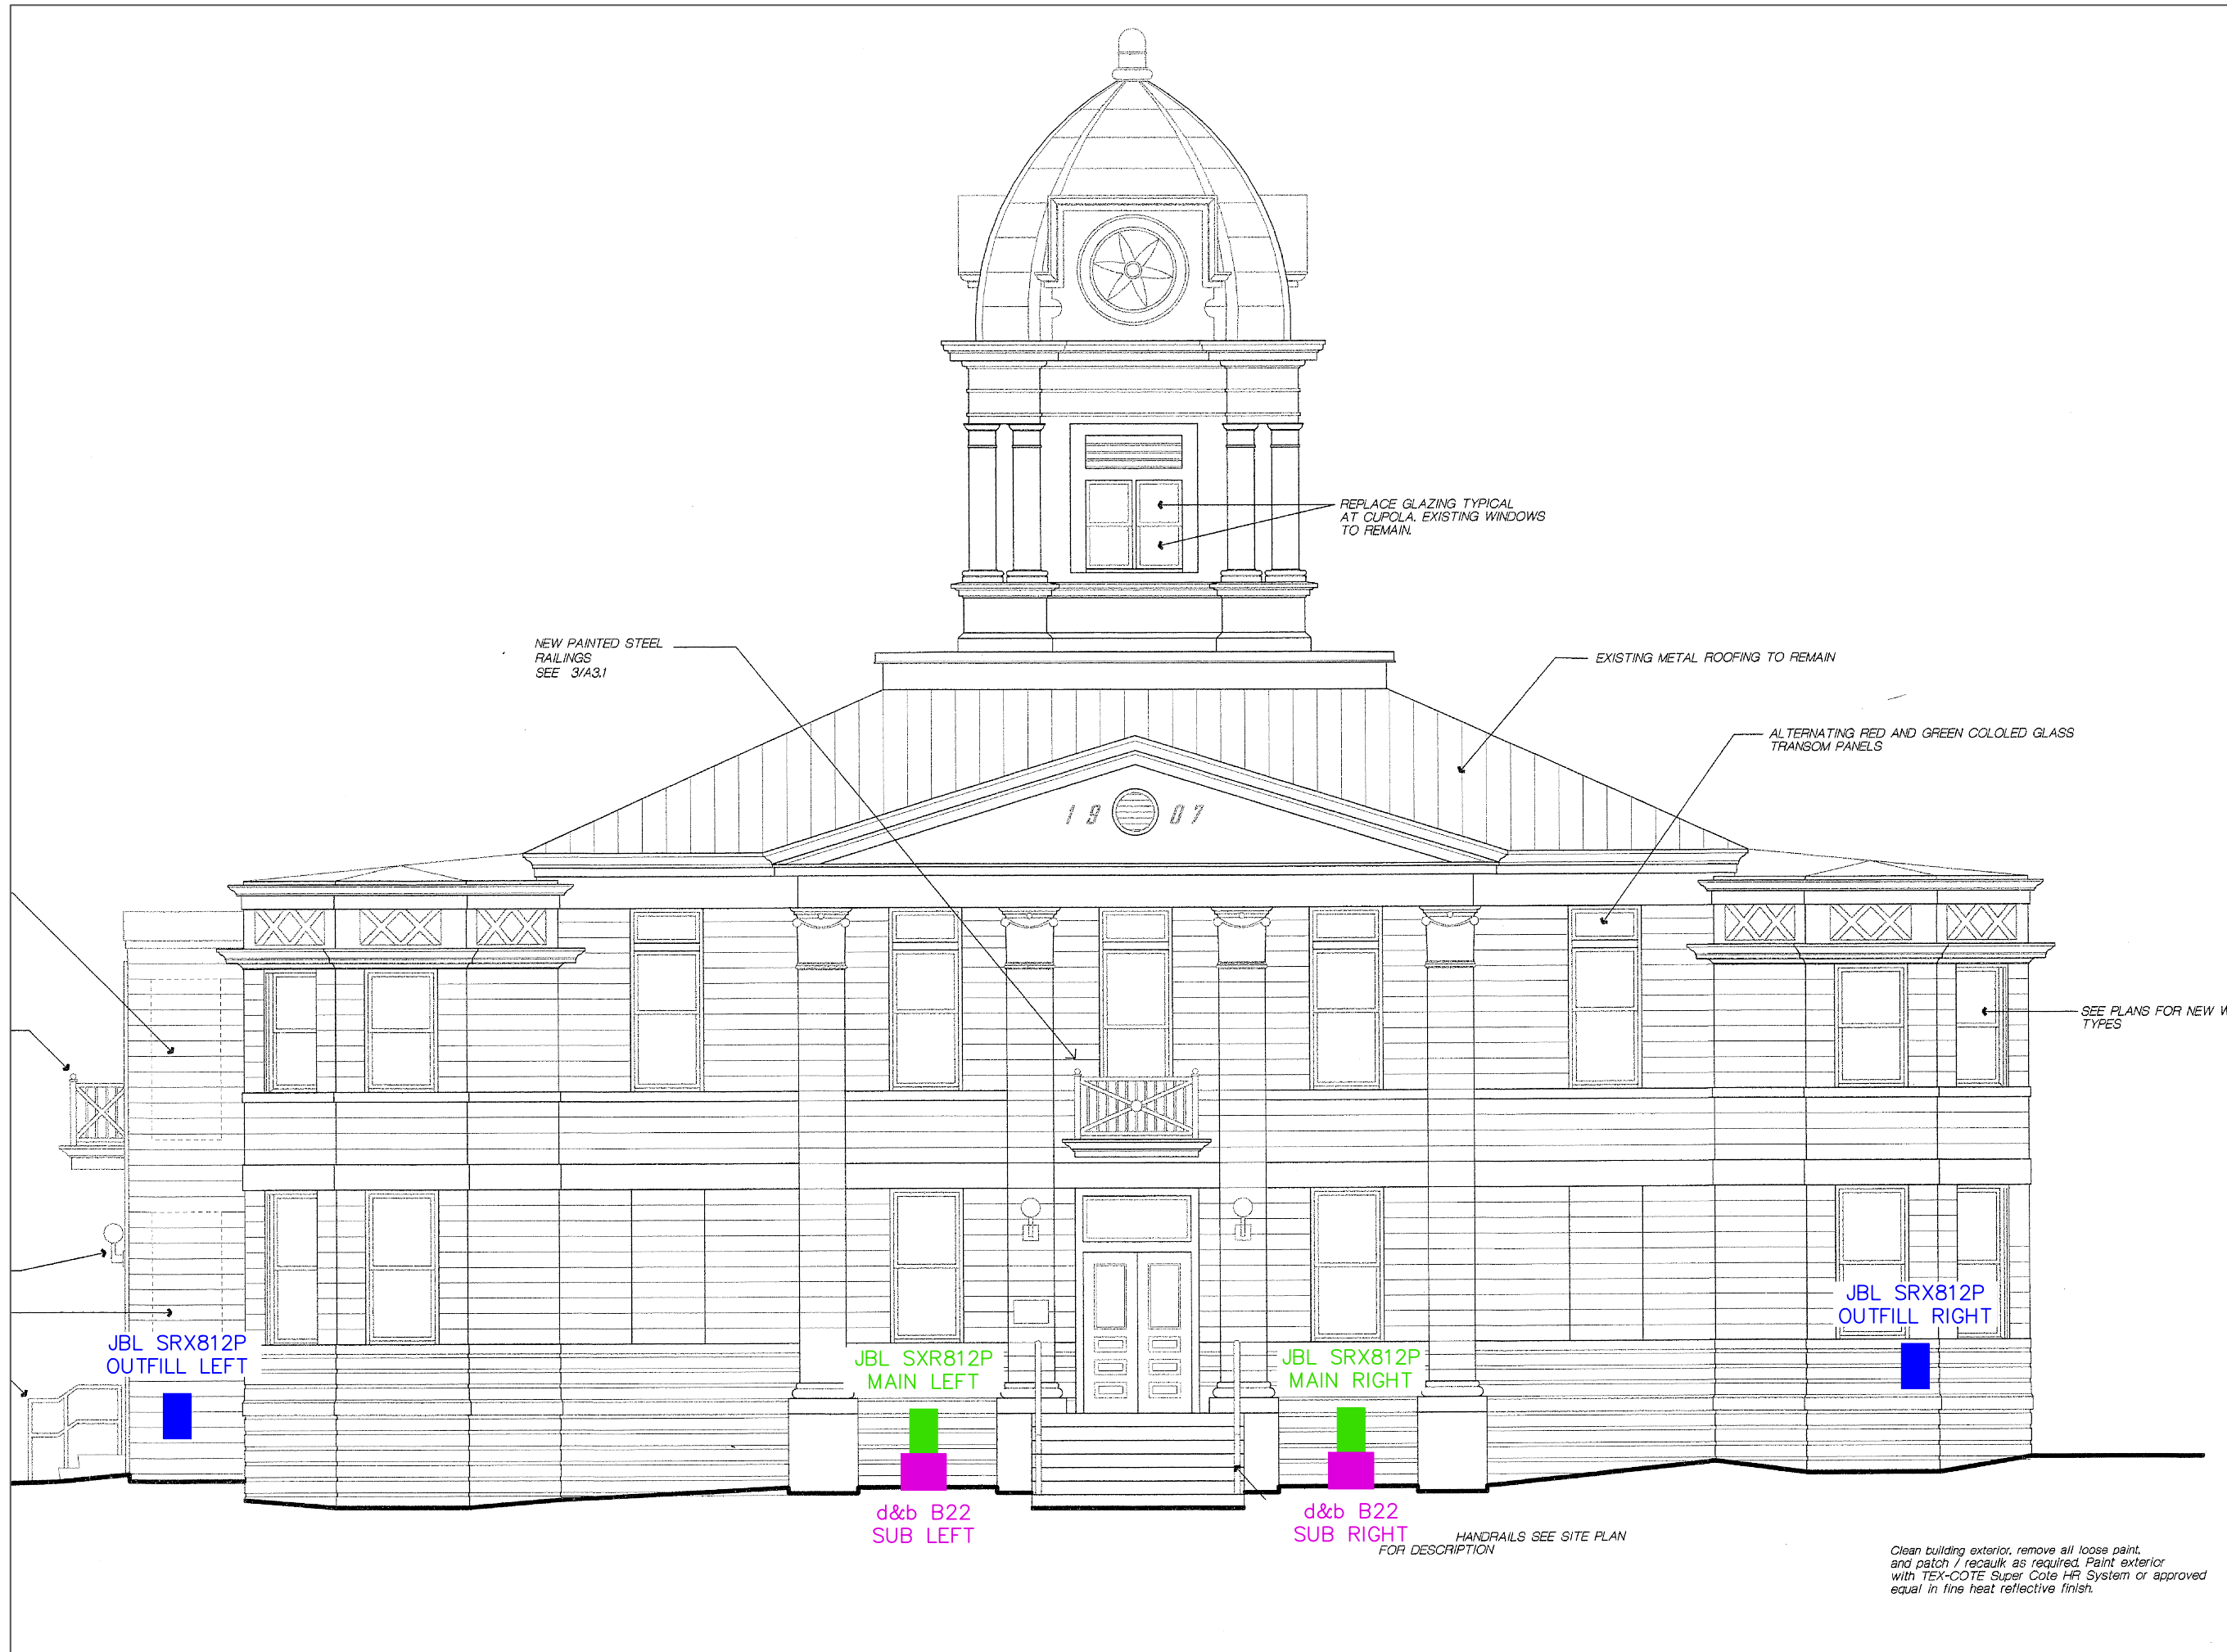 REPLACE GLAZING TYPICAL
AT CUPOLA. EXISTING WINDOWS
TO REMAIN.
NEW PAINTED STEEL
RAILINGS
SEE 3/A3.1
EXISTING METAL ROOFING TO REMAIN
ALTERNATING RED AND GREEN COLOLED GLASS
TRANSOM PANELS
SEE PLANS FOR NEW W
TYPES
JBL SRX812P
OUTFILL RIGHT
JBL SRX812P
OUTFILL LEFT
JBL SXR812P
MAIN LEFT
JBL SRX812P
MAIN RIGHT
d&b B22
SUB LEFT
d&b B22
SUB RIGHT
HANDRAILS SEE SITE PLAN
FOR DESCRIPTION
Clean building exterior, remove all loose paint,
and patch / recaulk as required. Paint exterior
with TEX-COTE Super Cote HR System or approved
equal in fine heat reflective finish.